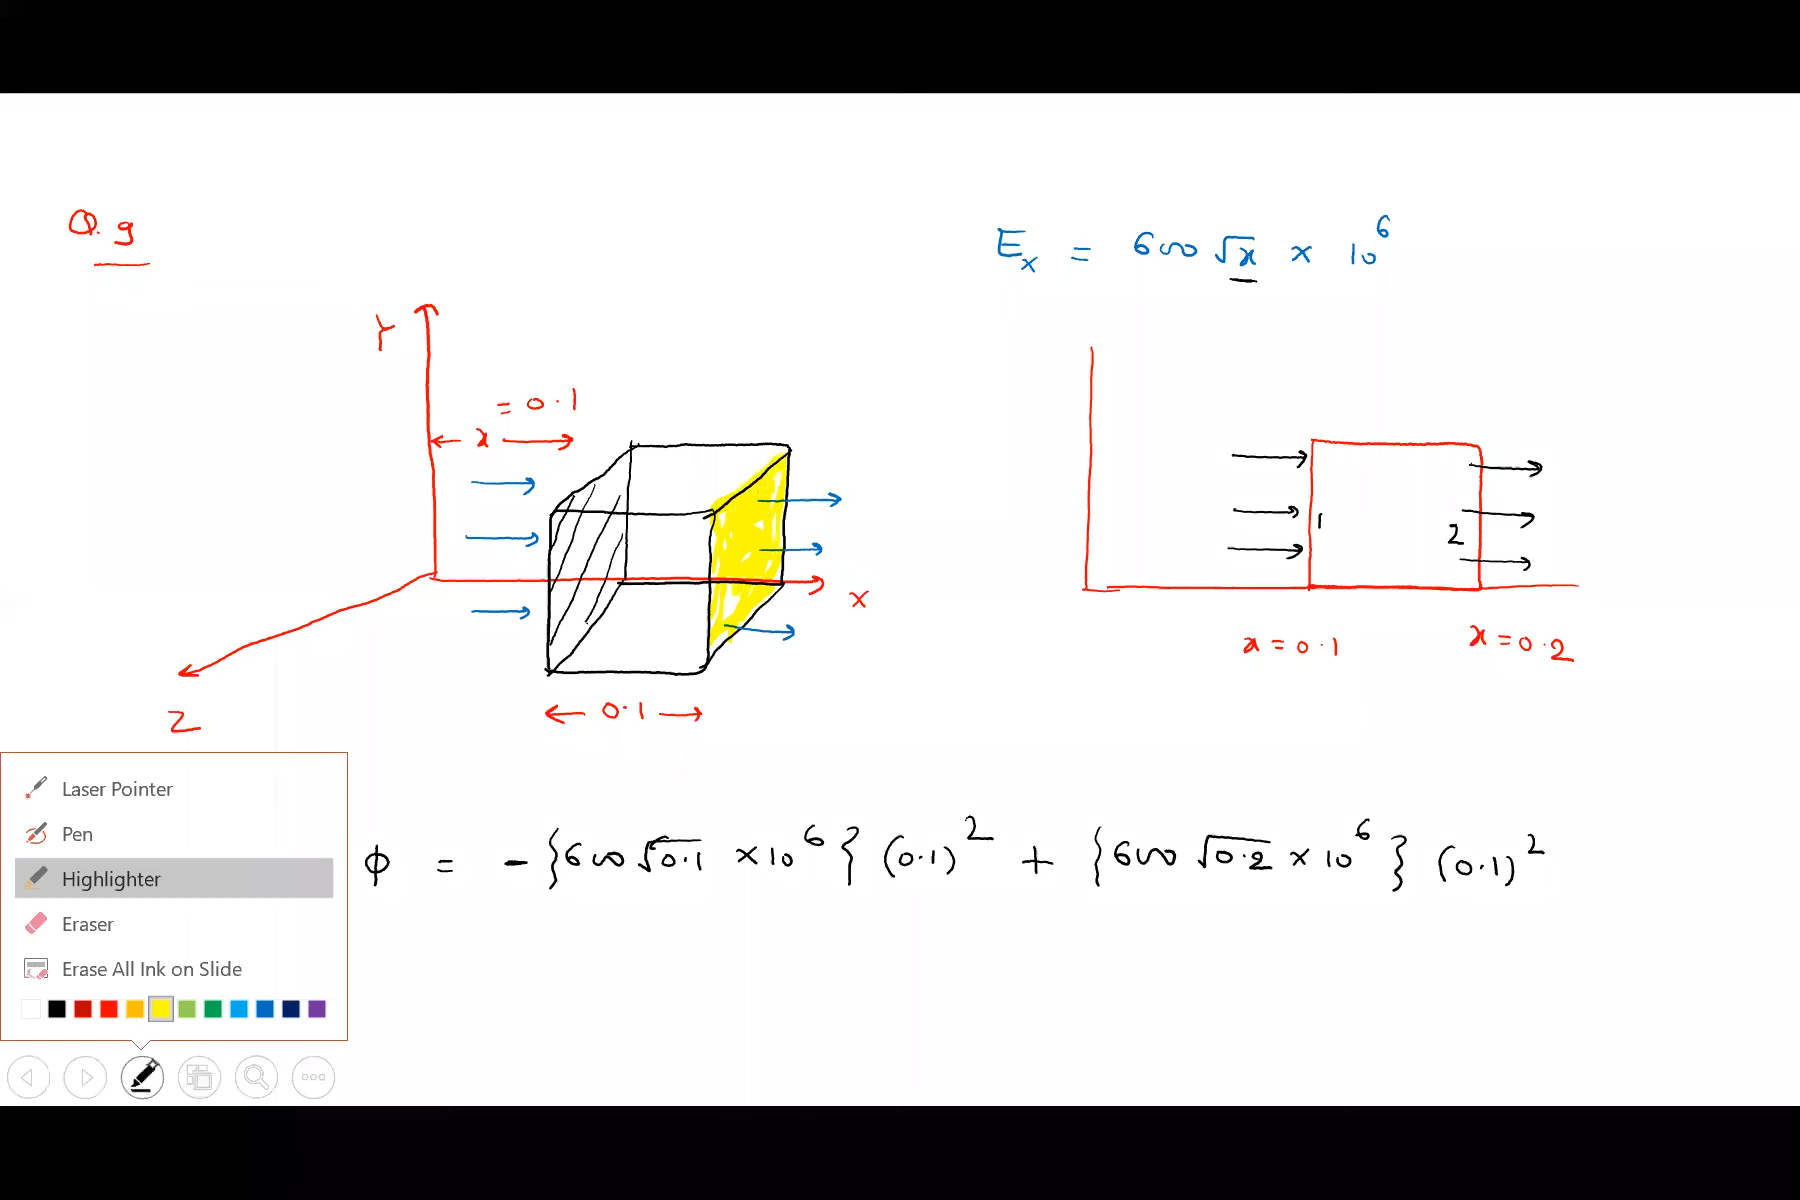 Q. 9
E_x = 600 √x × 10^6
Y
= 0.1
← x →
1
2
x
x = 0.1
x = 0.2
← 0.1 →
Z
Laser Pointer
Pen
Highlighter
Eraser
Erase All Ink on Slide
ϕ = - {600 √0.1 × 10^6} (0.1)^2 + {600 √0.2 × 10^6} (0.1)^2